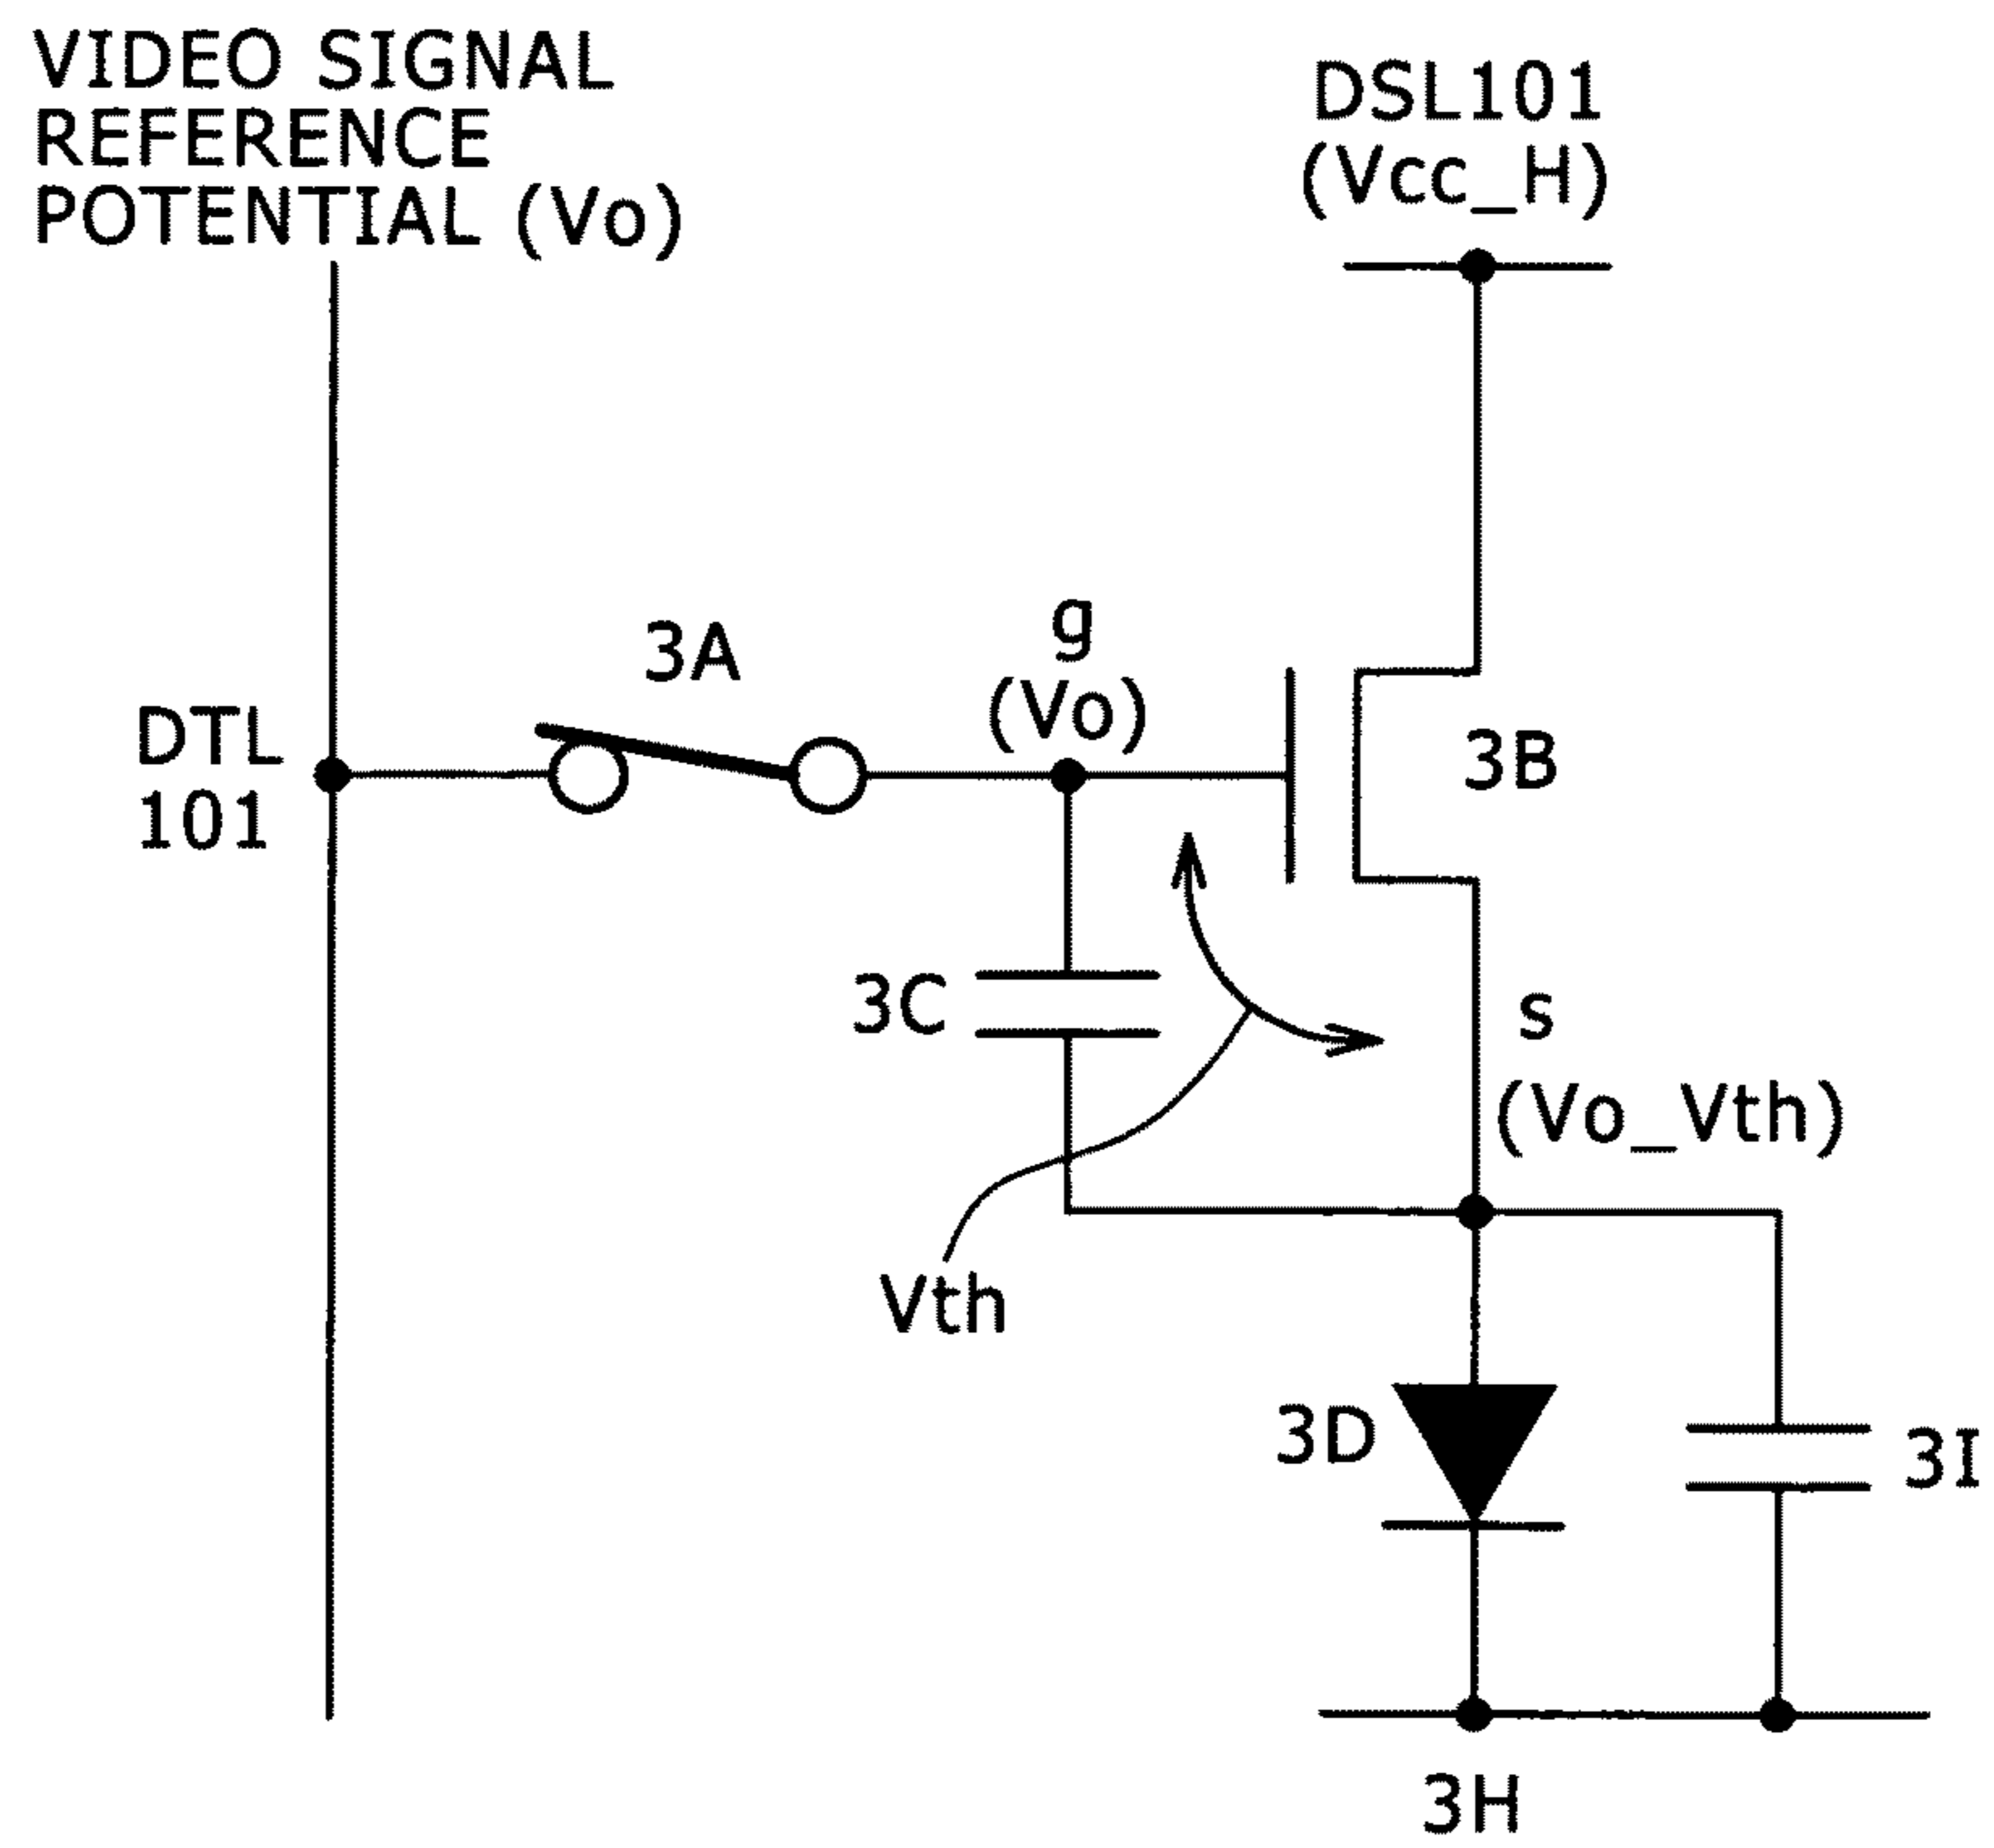 VIDEO SIGNAL
REFERENCE
POTENTIAL (Vo)
DSL101
(Vcc_H)
3A
g
(Vo)
DTL
101
3B
3C
s
(Vo_Vth)
Vth
3D
3I
3H